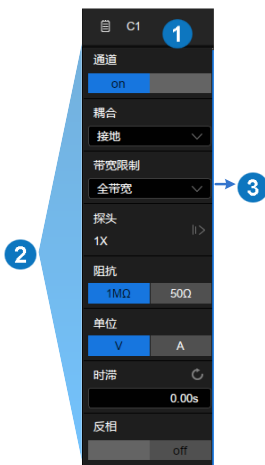 C1
1
通道
on
耦合
接地
带宽限制
全带宽
3
探头
1X
2
阻抗
1MΩ 50Ω
单位
V A
时滞
0.00s
反相
off